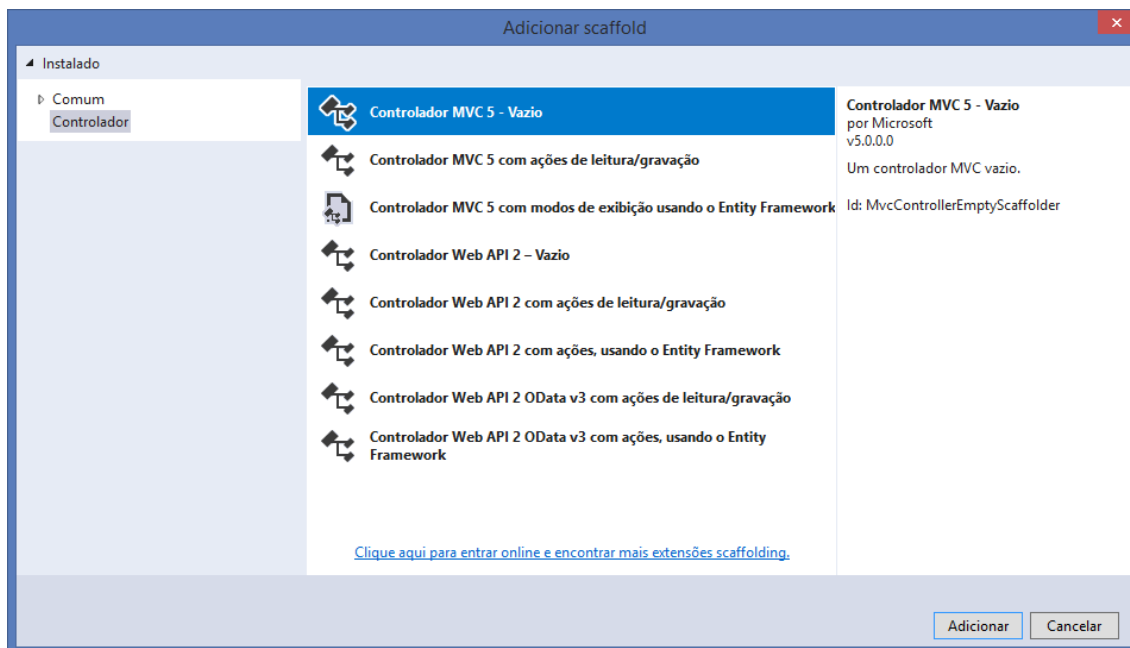 Adicionar scaffold
Instalado
Comum
Controlador
Controlador MVC 5 - Vazio
Controlador MVC 5 com ações de leitura/gravação
Controlador MVC 5 com modos de exibição usando o Entity Framework
Controlador Web API 2 – Vazio
Controlador Web API 2 com ações de leitura/gravação
Controlador Web API 2 com ações, usando o Entity Framework
Controlador Web API 2 OData v3 com ações de leitura/gravação
Controlador Web API 2 OData v3 com ações, usando o Entity
Framework
Clique aqui para entrar online e encontrar mais extensões scaffolding.
Controlador MVC 5 - Vazio
por Microsoft
v5.0.0.0
Um controlador MVC vazio.
Id: MvcControllerEmptyScaffolder
Adicionar
Cancelar